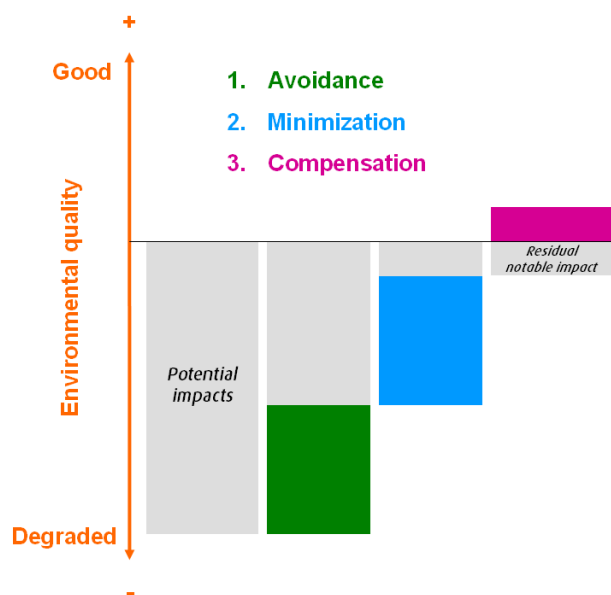 +
Good
1. Avoidance
2. Minimization
3. Compensation
Environmental quality
Residual
notable impact
Potential
impacts
Degraded
-